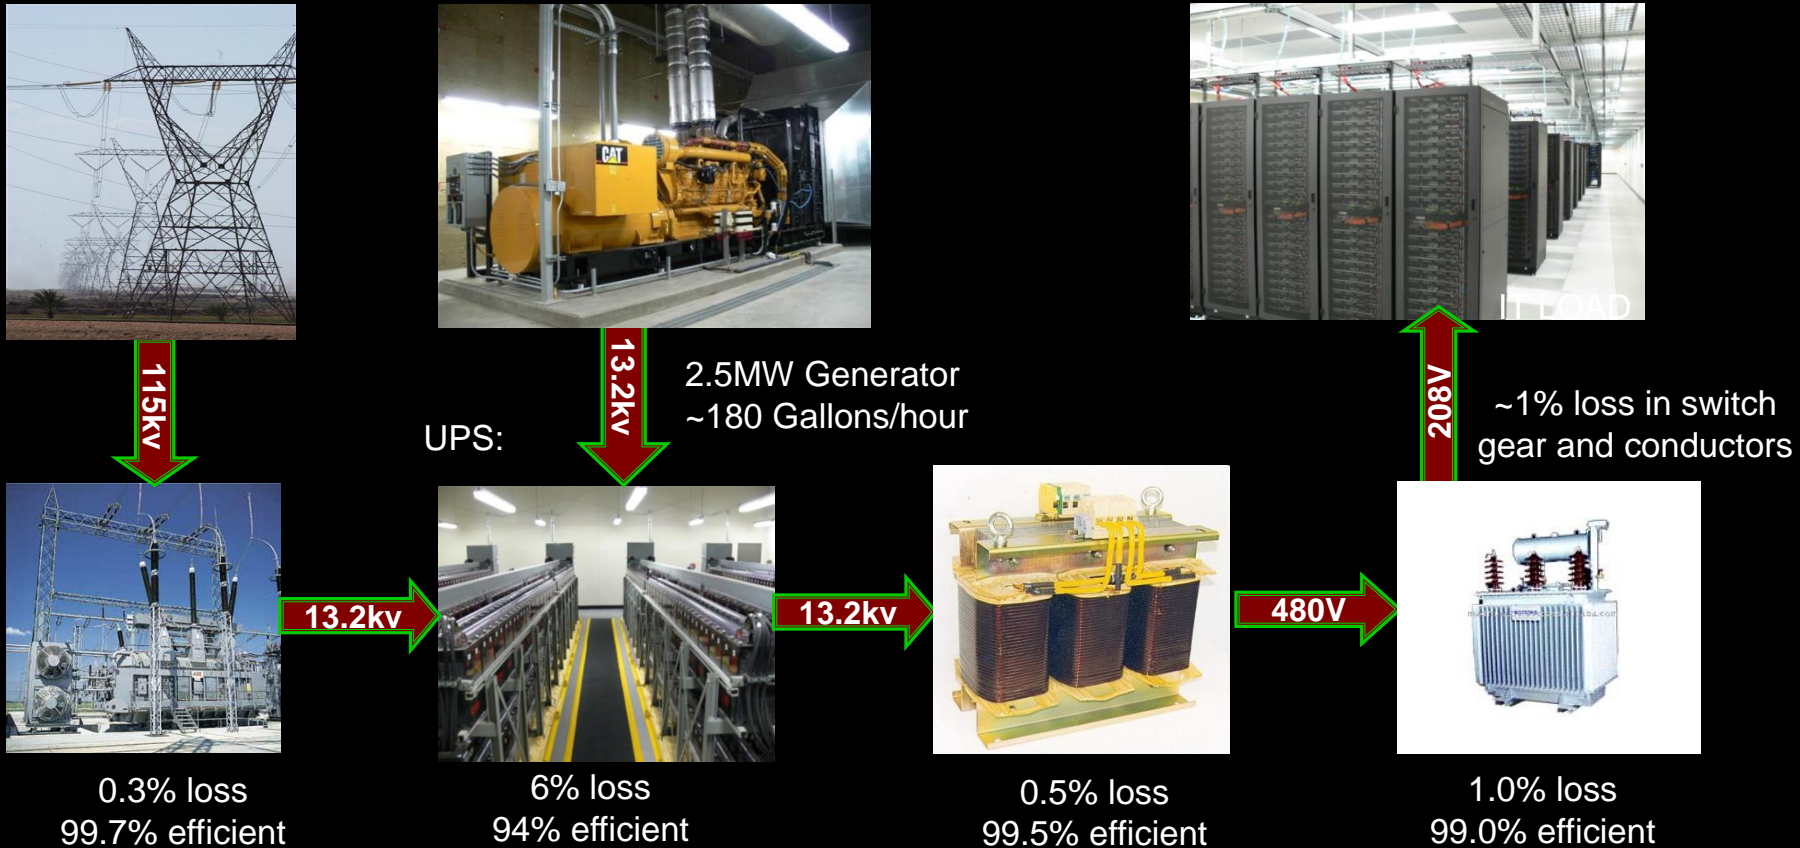 CAT
IT LOAD
115kv
13.2kv
2.5MW Generator
~180 Gallons/hour
UPS:
208V
~1% loss in switch
gear and conductors
13.2kv
13.2kv
480V
0.3% loss
99.7% efficient
6% loss
94% efficient
0.5% loss
99.5% efficient
1.0% loss
99.0% efficient